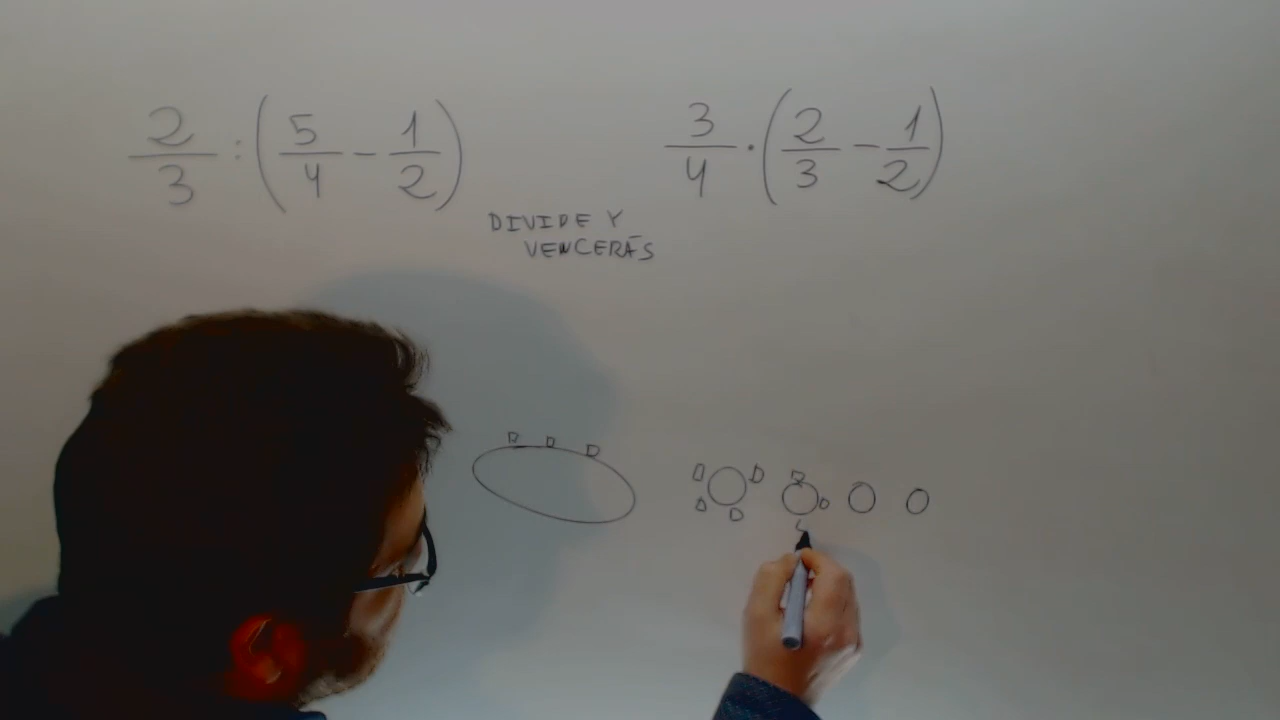 2/3 : (5/4 - 1/2)
3/4 · (2/3 - 1/2)
DIVIDE Y
VENCERÁS